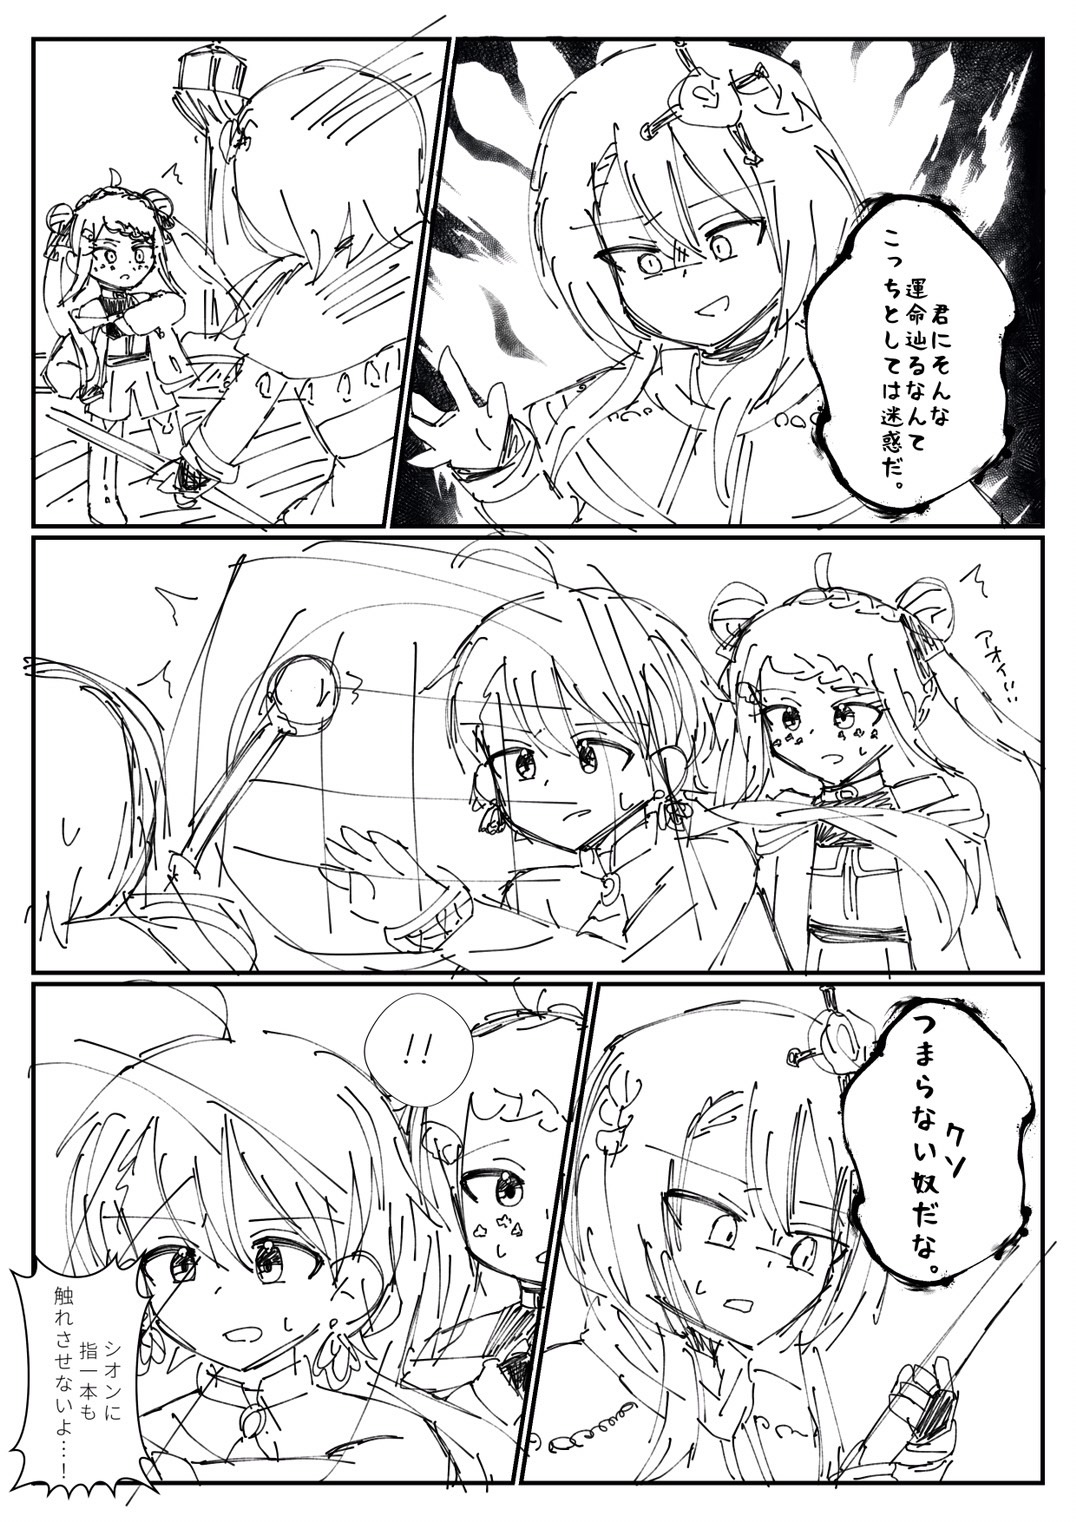 君にそんな
運命辿るなんて
こっちとしては迷惑だ。
アオイ…
クソ
つまらない奴だな。
!!
シオンに
指一本も
触れさせないよ…!